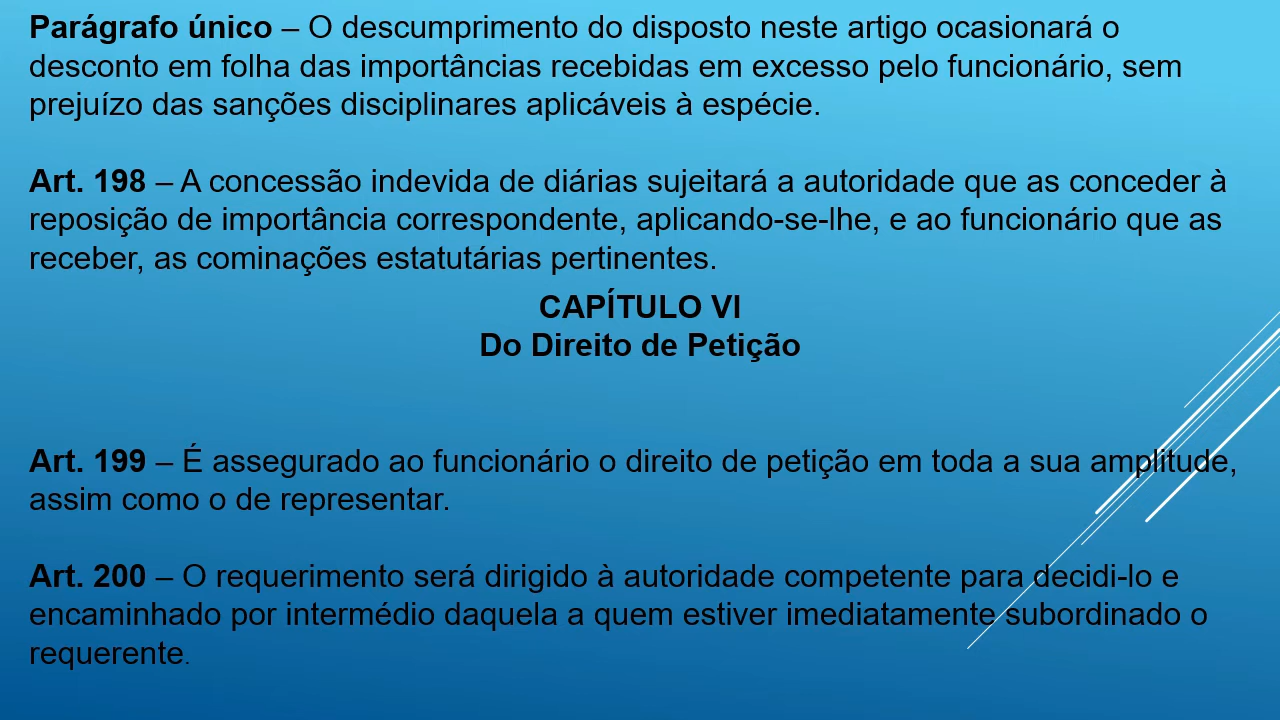 Parágrafo único – O descumprimento do disposto neste artigo ocasionará o
desconto em folha das importâncias recebidas em excesso pelo funcionário, sem
prejuízo das sanções disciplinares aplicáveis à espécie.
Art. 198 – A concessão indevida de diárias sujeitará a autoridade que as conceder à
reposição de importância correspondente, aplicando-se-lhe, e ao funcionário que as
receber, as cominações estatutárias pertinentes.
CAPÍTULO VI
Do Direito de Petição
Art. 199 – É assegurado ao funcionário o direito de petição em toda a sua amplitude,
assim como o de representar.
Art. 200 – O requerimento será dirigido à autoridade competente para decidi-lo e
encaminhado por intermédio daquela a quem estiver imediatamente subordinado o
requerente.